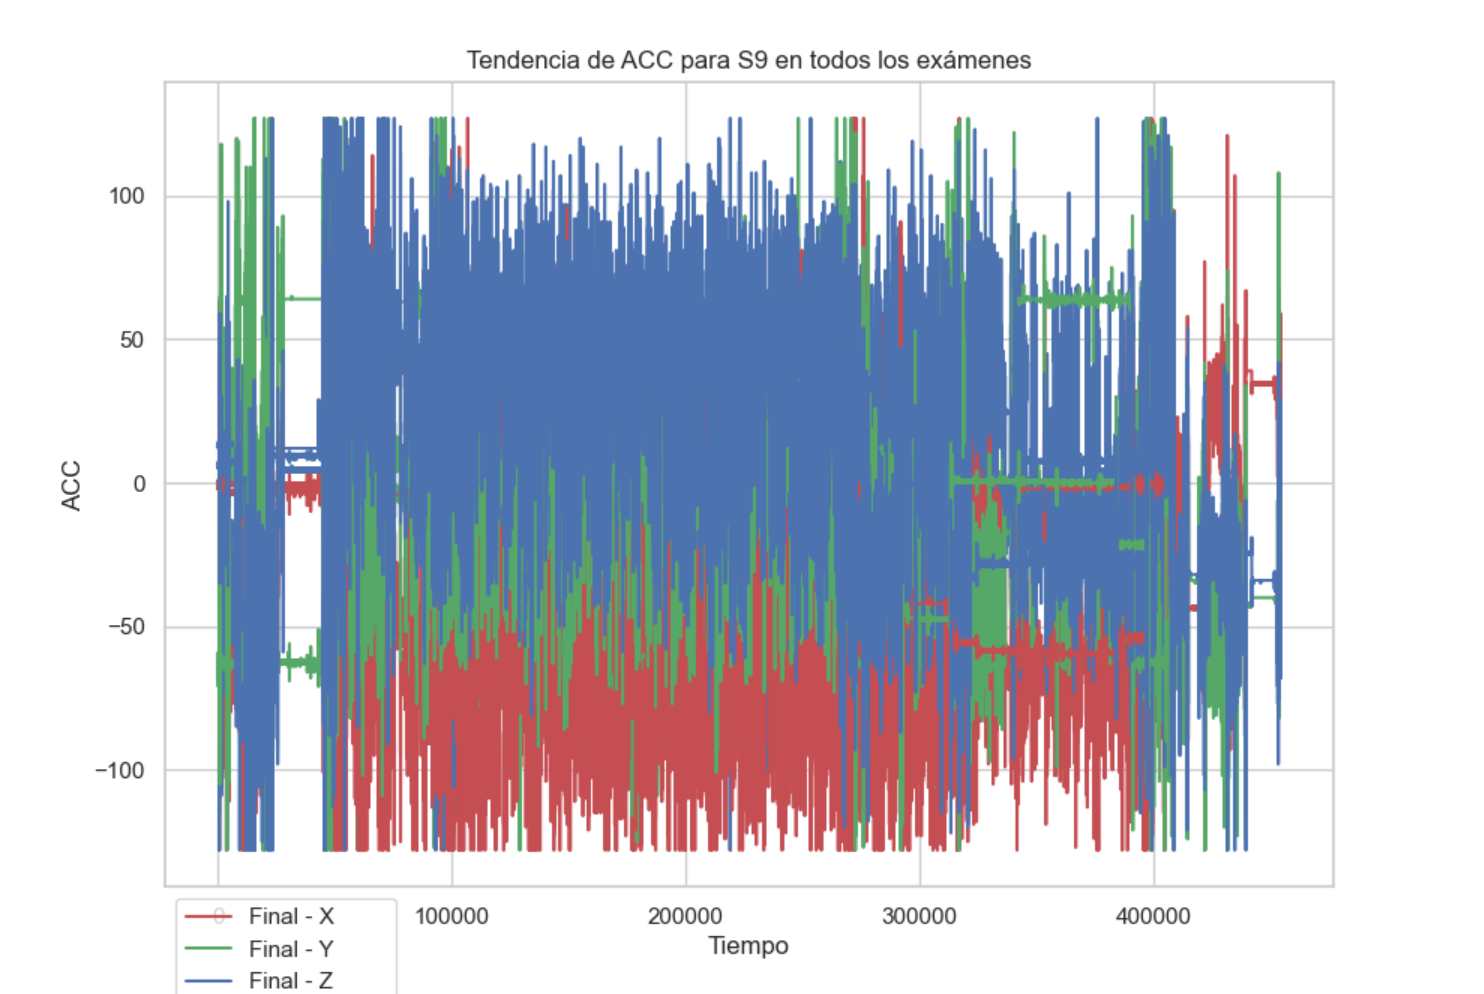 Tendencia de ACC para S9 en todos los exámenes
100
50
0
−50
−100
ACC
0
100000
200000
300000
400000
Tiempo
Final - X
Final - Y
Final - Z